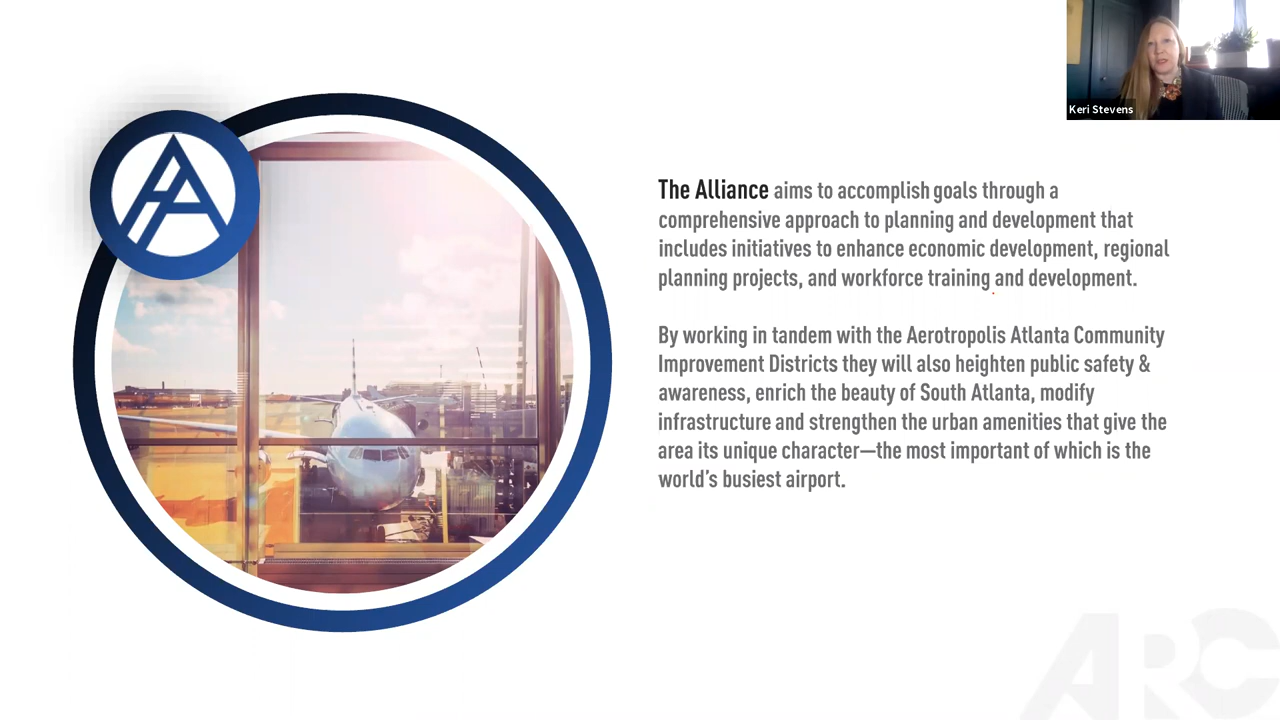 Keri Stevens
The Alliance aims to accomplish goals through a
comprehensive approach to planning and development that
includes initiatives to enhance economic development, regional
planning projects, and workforce training and development.
By working in tandem with the Aerotropolis Atlanta Community
Improvement Districts they will also heighten public safety &
awareness, enrich the beauty of South Atlanta, modify
infrastructure and strengthen the urban amenities that give the
area its unique character—the most important of which is the
world's busiest airport.
ARC